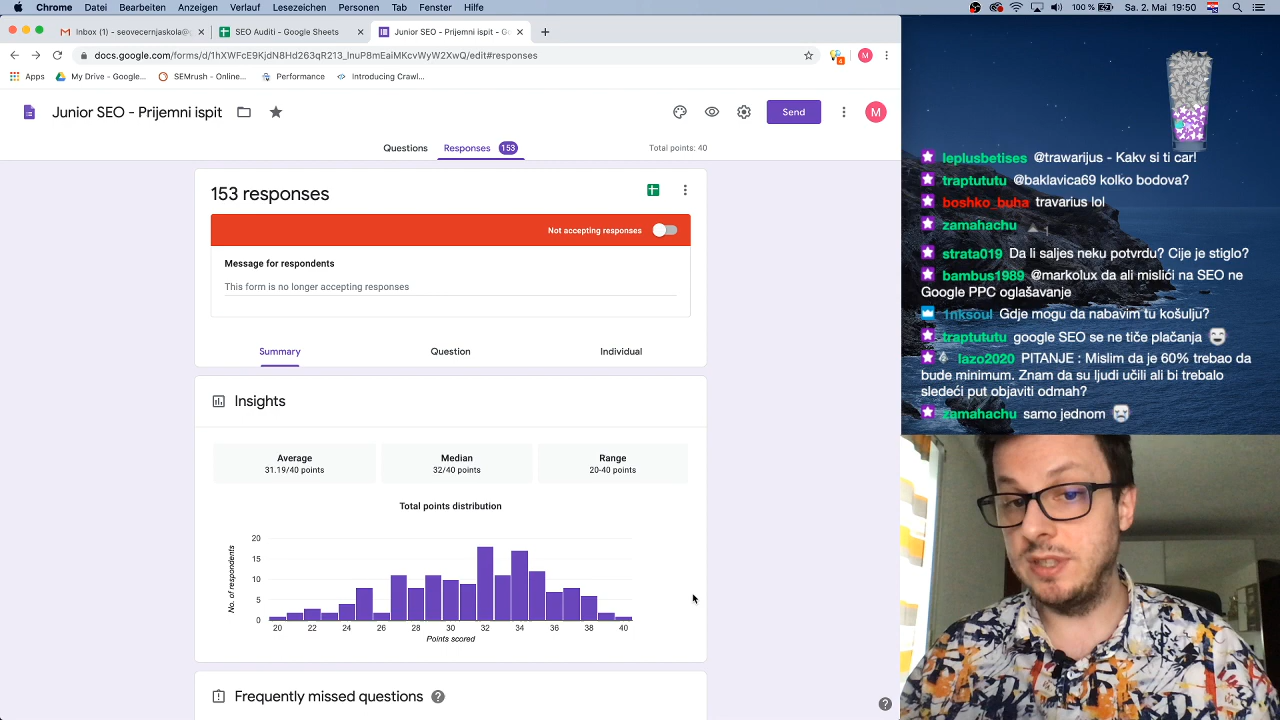 Chrome Datei Bearbeiten Anzeigen Verlauf Lesezeichen Personen Tab Fenster Hilfe
100% Sa. 2. Mai 19:50 Marko Lux
Inbox (1) - seovecernjaskola@g
SEO Auditi - Google Sheets
Junior SEO - Prijemni ispit - Go
docs.google.com/forms/d/1hXWFcE9KjdN8Hd263qR213_lnuP8mEaiMKcvWyW2XwQ/edit#responses
4
M
Apps My Drive - Google... SEMrush - Online... Performance Introducing Crawl...
Junior SEO - Prijemni ispit
Send
M
Questions Responses 153 Total points: 40
153 responses
Not accepting responses
Message for respondents
This form is no longer accepting responses
Summary Question Individual
Insights
Average
31.19/40 points
Median
32/40 points
Range
20-40 points
Total points distribution
No. of respondents
20
15
10
5
0
20 22 24 26 28 30 32 34 36 38 40
Points scored
Frequently missed questions
leplusbetises @trawarijus - Kakv si ti car!
traptututu @baklavica69 kolko bodova?
boshko_buha travarius lol
zamahachu
strata019 Da li saljes neku potvrdu? Cije je stiglo?
bambus1989 @markolux da ali mislići na SEO ne
Google PPC oglašavanje
1nksoul Gdje mogu da nabavim tu košulju?
traptututu google SEO se ne tiče plačanja
lazo2020 PITANJE : Mislim da je 60% trebao da
bude minimum. Znam da su ljudi učili ali bi trebalo
sledeći put objaviti odmah?
zamahachu samo jednom